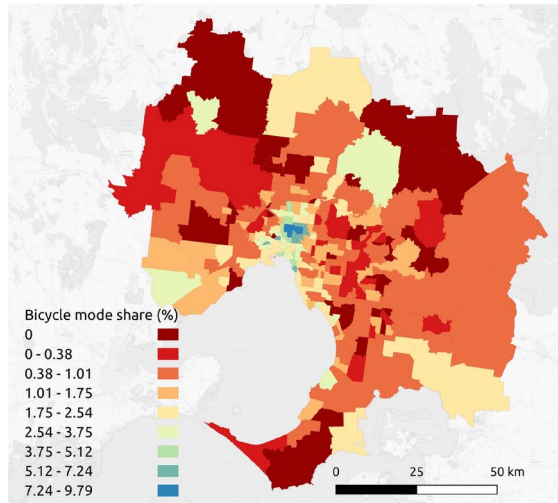 Bicycle mode share (%)
0
0 - 0.38
0.38 - 1.01
1.01 - 1.75
1.75 - 2.54
2.54 - 3.75
3.75 - 5.12
5.12 - 7.24
7.24 - 9.79
0 25 50 km